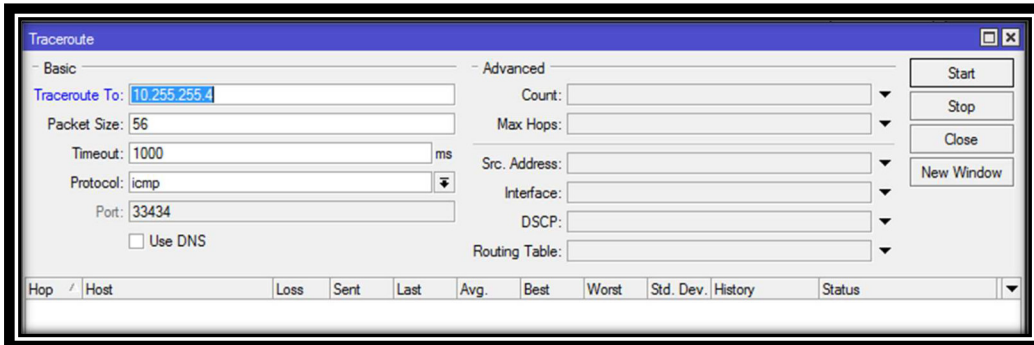 Traceroute
Basic
Traceroute To: 10.255.255.4
Packet Size: 56
Timeout: 1000 ms
Protocol: icmp
Port: 33434
Use DNS
Advanced
Count:
Max Hops:
Src. Address:
Interface:
DSCP:
Routing Table:
Start
Stop
Close
New Window
Hop / Host Loss Sent Last Avg. Best Worst Std. Dev. History Status